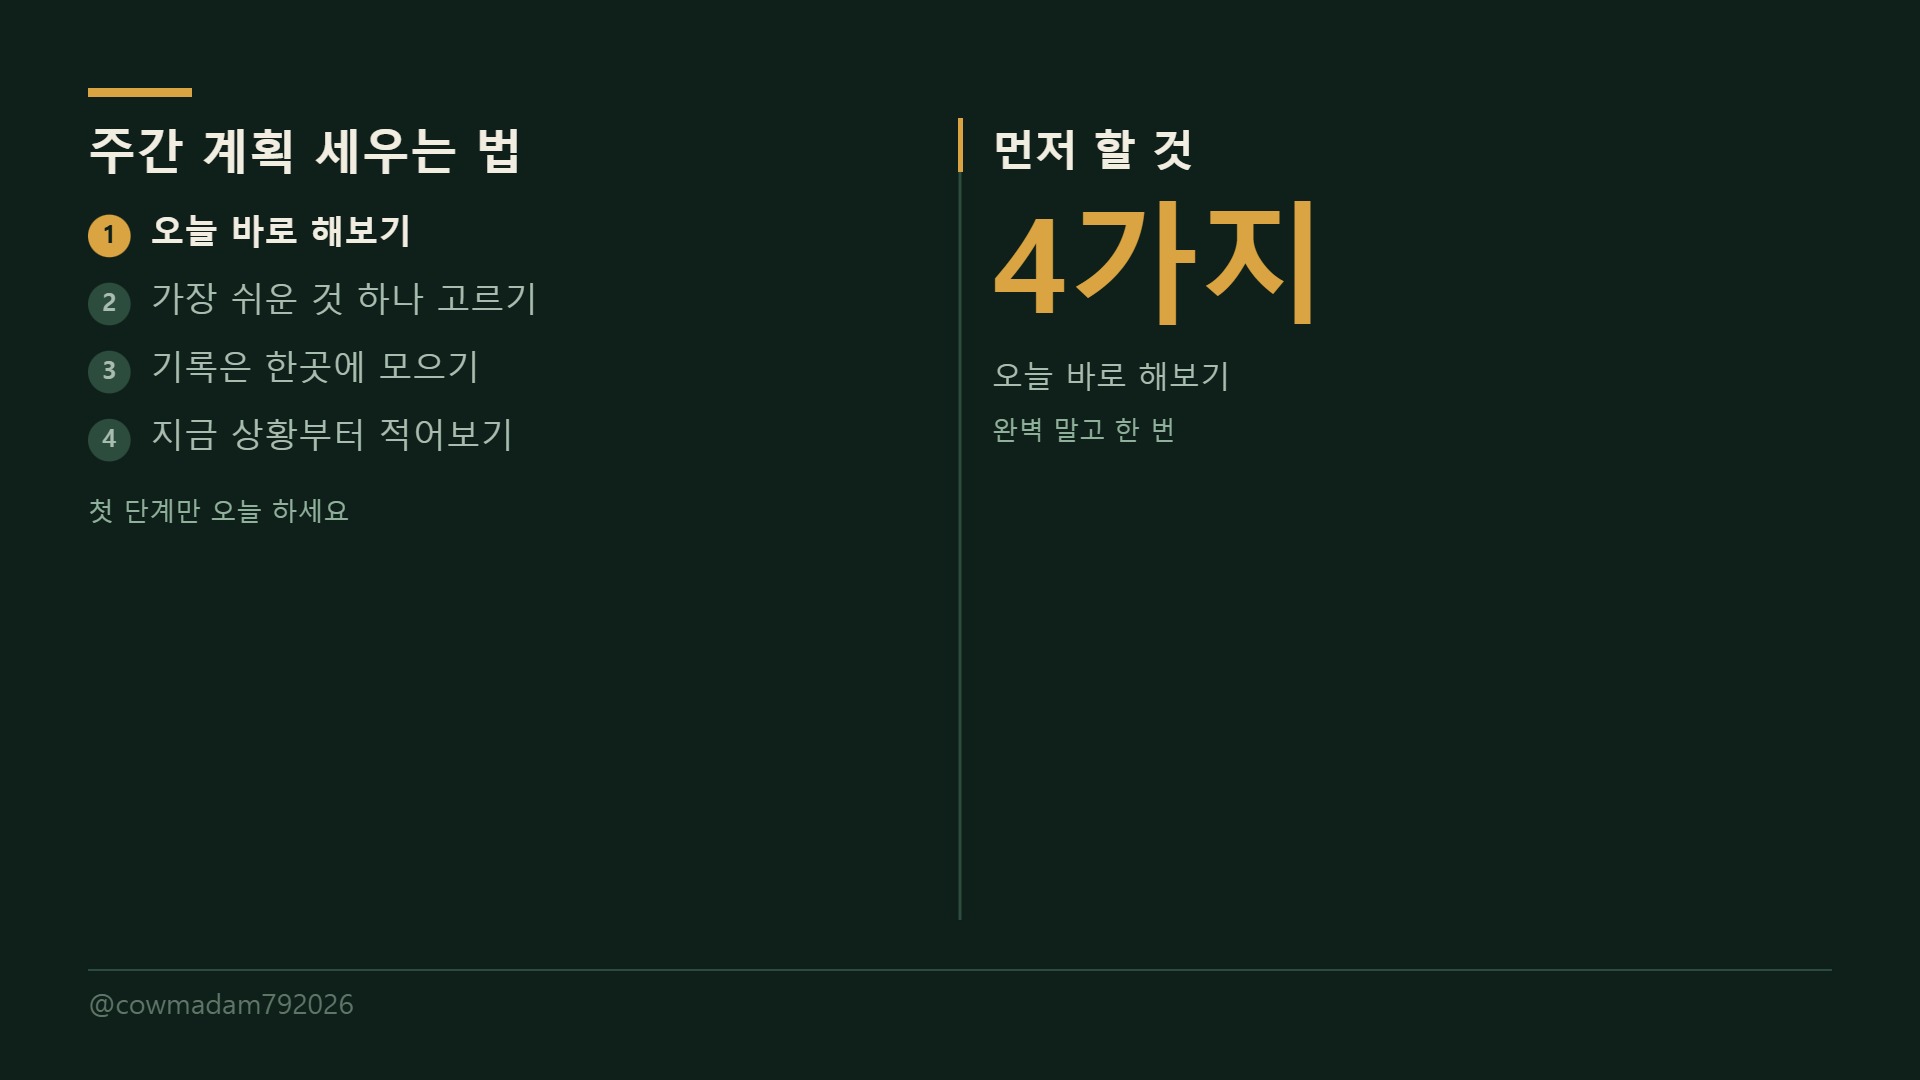 주간 계획 세우는 법
1 오늘 바로 해보기
2 가장 쉬운 것 하나 고르기
3 기록은 한곳에 모으기
4 지금 상황부터 적어보기
첫 단계만 오늘 하세요
먼저 할 것
4가지
오늘 바로 해보기
완벽 말고 한 번
@cowmadam792026